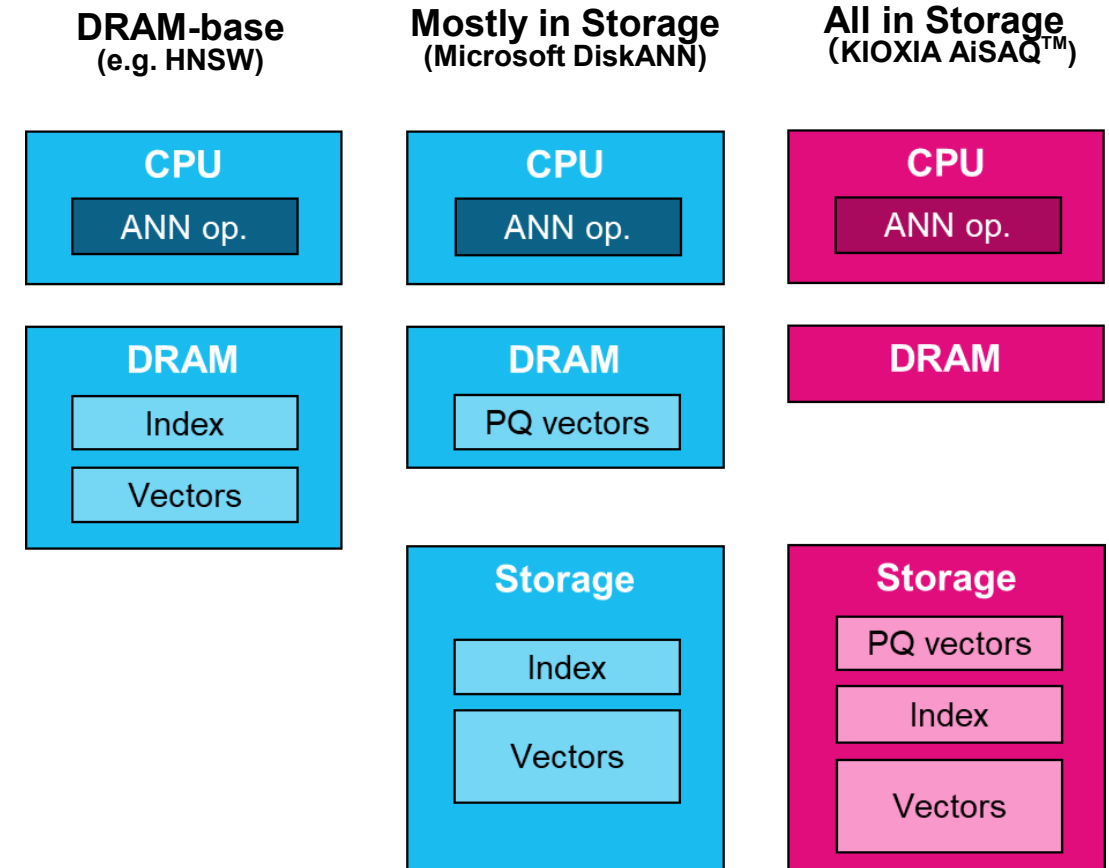 DRAM-base
(e.g. HNSW)
Mostly in Storage
(Microsoft DiskANN)
All in Storage
(KIOXIA AiSAQ™)
CPU
ANN op.
CPU
ANN op.
CPU
ANN op.
DRAM
Index
Vectors
DRAM
PQ vectors
DRAM
Storage
Index
Vectors
Storage
PQ vectors
Index
Vectors